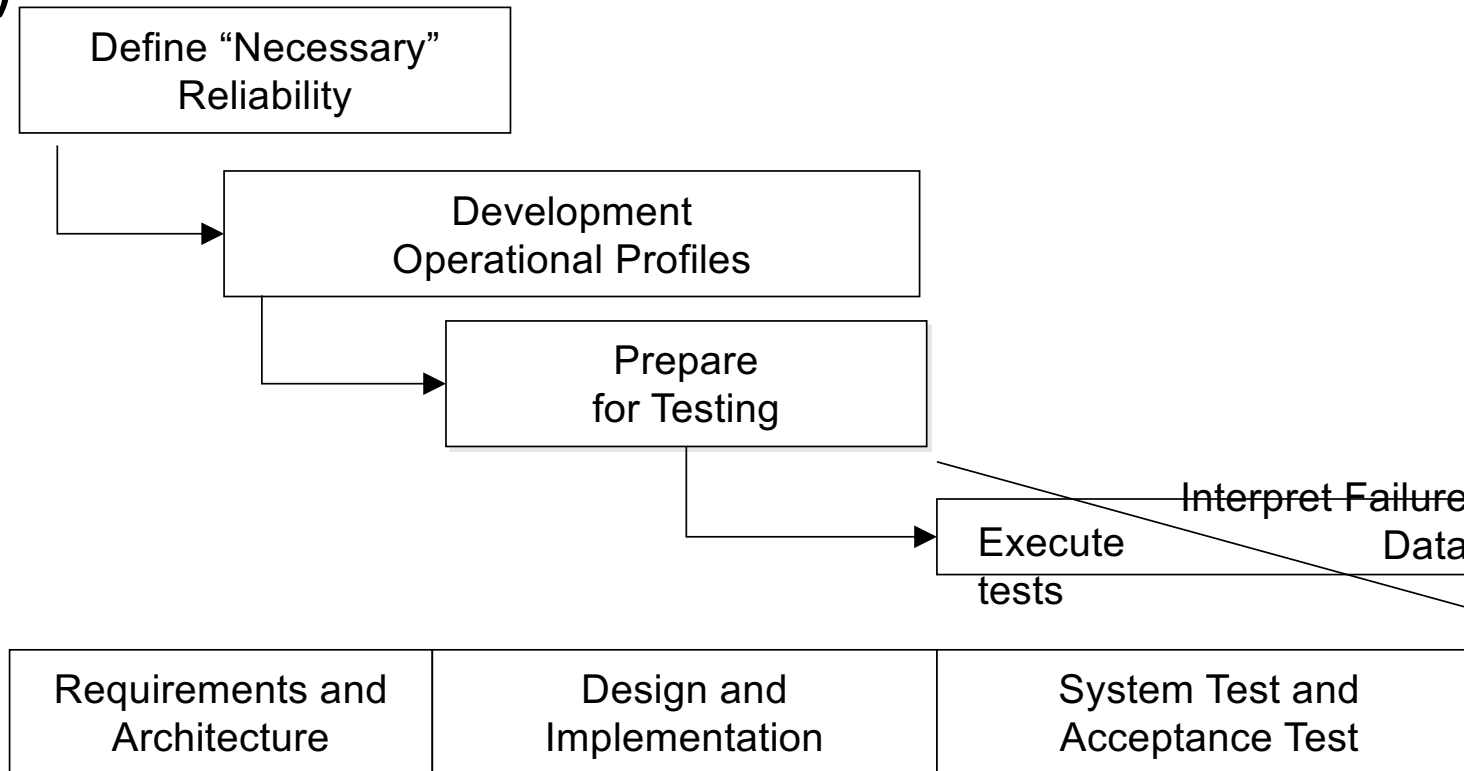 )
Define “Necessary”
Reliability
Development
Operational Profiles
Prepare
for Testing
Interpret Failure
Execute
Data
tests
Requirements and
Architecture
Design and
Implementation
System Test and
Acceptance Test